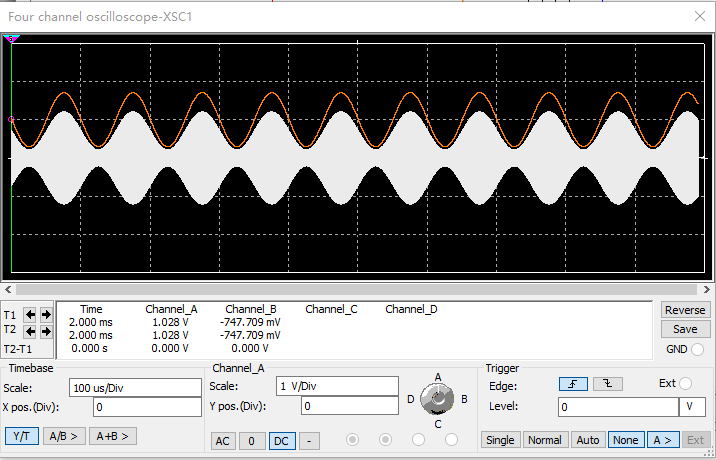 Four channel oscilloscope-XSC1
Time Channel_A Channel_B Channel_C Channel_D
T1 2.000 ms 1.028 V -747.709 mV
T2 2.000 ms 1.028 V -747.709 mV
T2-T1 0.000 s 0.000 V 0.000 V
Reverse
Save
GND
Timebase
Scale: 100 us/Div
X pos.(Div): 0
Y/T A/B > A+B >
Channel_A
Scale: 1 V/Div
Y pos.(Div): 0
AC 0 DC -
A
D B
C
Trigger
Edge: Ext
Level: 0 V
Single Normal Auto None A > Ext